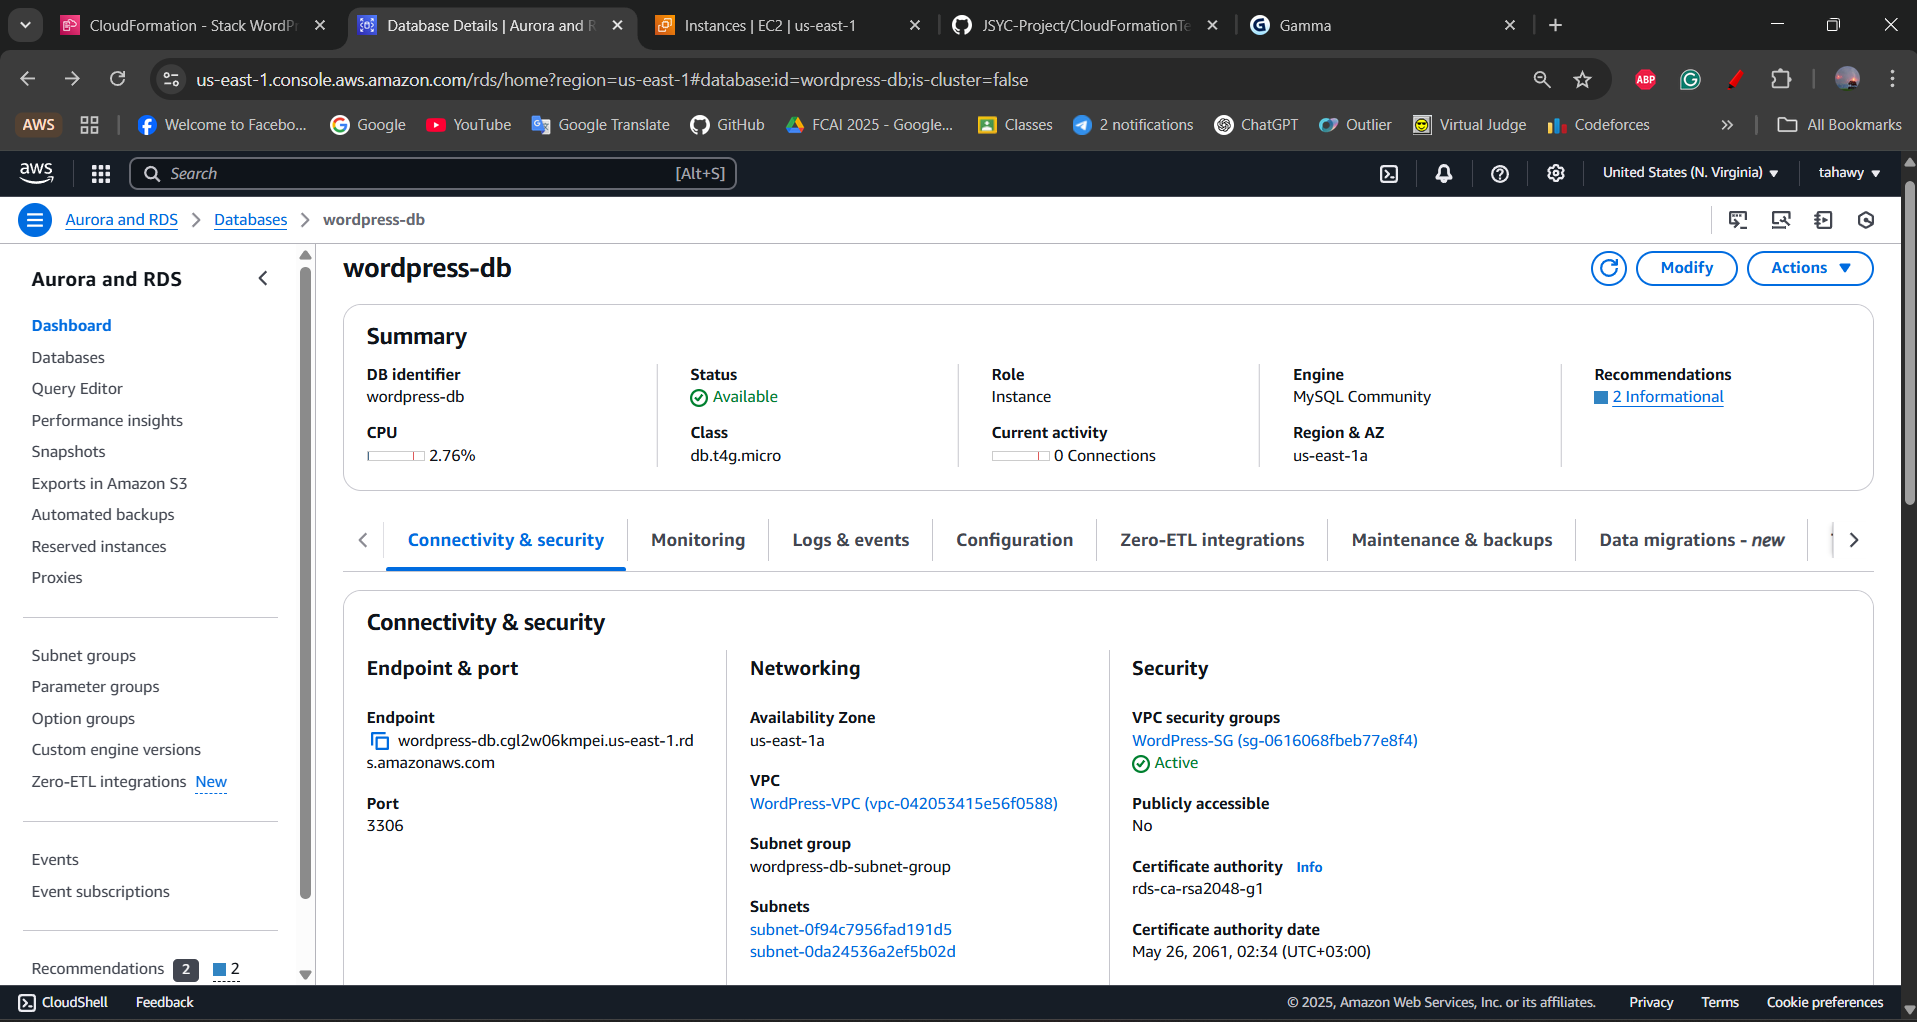 CloudFormation - Stack WordPr
Database Details | Aurora and R
Instances | EC2 | us-east-1
JSYC-Project/CloudFormationTe
Gamma
us-east-1.console.aws.amazon.com/rds/home?region=us-east-1#database:id=wordpress-db;is-cluster=false
ABP
AWS
Welcome to Facebo...
Google
YouTube
Google Translate
GitHub
FCAI 2025 - Google...
Classes
2 notifications
ChatGPT
Outlier
Virtual Judge
Codeforces
All Bookmarks
aws
Search
[Alt+S]
United States (N. Virginia)
tahawy
Aurora and RDS
Databases
wordpress-db
Aurora and RDS
Dashboard
Databases
Query Editor
Performance insights
Snapshots
Exports in Amazon S3
Automated backups
Reserved instances
Proxies
Subnet groups
Parameter groups
Option groups
Custom engine versions
Zero-ETL integrations New
Events
Event subscriptions
Recommendations 2 2
wordpress-db
Modify
Actions
Summary
DB identifier
wordpress-db
CPU
2.76%
Status
Available
Class
db.t4g.micro
Role
Instance
Current activity
0 Connections
Engine
MySQL Community
Region & AZ
us-east-1a
Recommendations
2 Informational
Connectivity & security
Monitoring
Logs & events
Configuration
Zero-ETL integrations
Maintenance & backups
Data migrations - new
Connectivity & security
Endpoint & port
Endpoint
wordpress-db.cgl2w06kmpei.us-east-1.rd
s.amazonaws.com
Port
3306
Networking
Availability Zone
us-east-1a
VPC
WordPress-VPC (vpc-042053415e56f0588)
Subnet group
wordpress-db-subnet-group
Subnets
subnet-0f94c7956fad191d5
subnet-0da24536a2ef5b02d
Security
VPC security groups
WordPress-SG (sg-0616068fbeb77e8f4)
Active
Publicly accessible
No
Certificate authority Info
rds-ca-rsa2048-g1
Certificate authority date
May 26, 2061, 02:34 (UTC+03:00)
CloudShell
Feedback
© 2025, Amazon Web Services, Inc. or its affiliates.
Privacy
Terms
Cookie preferences